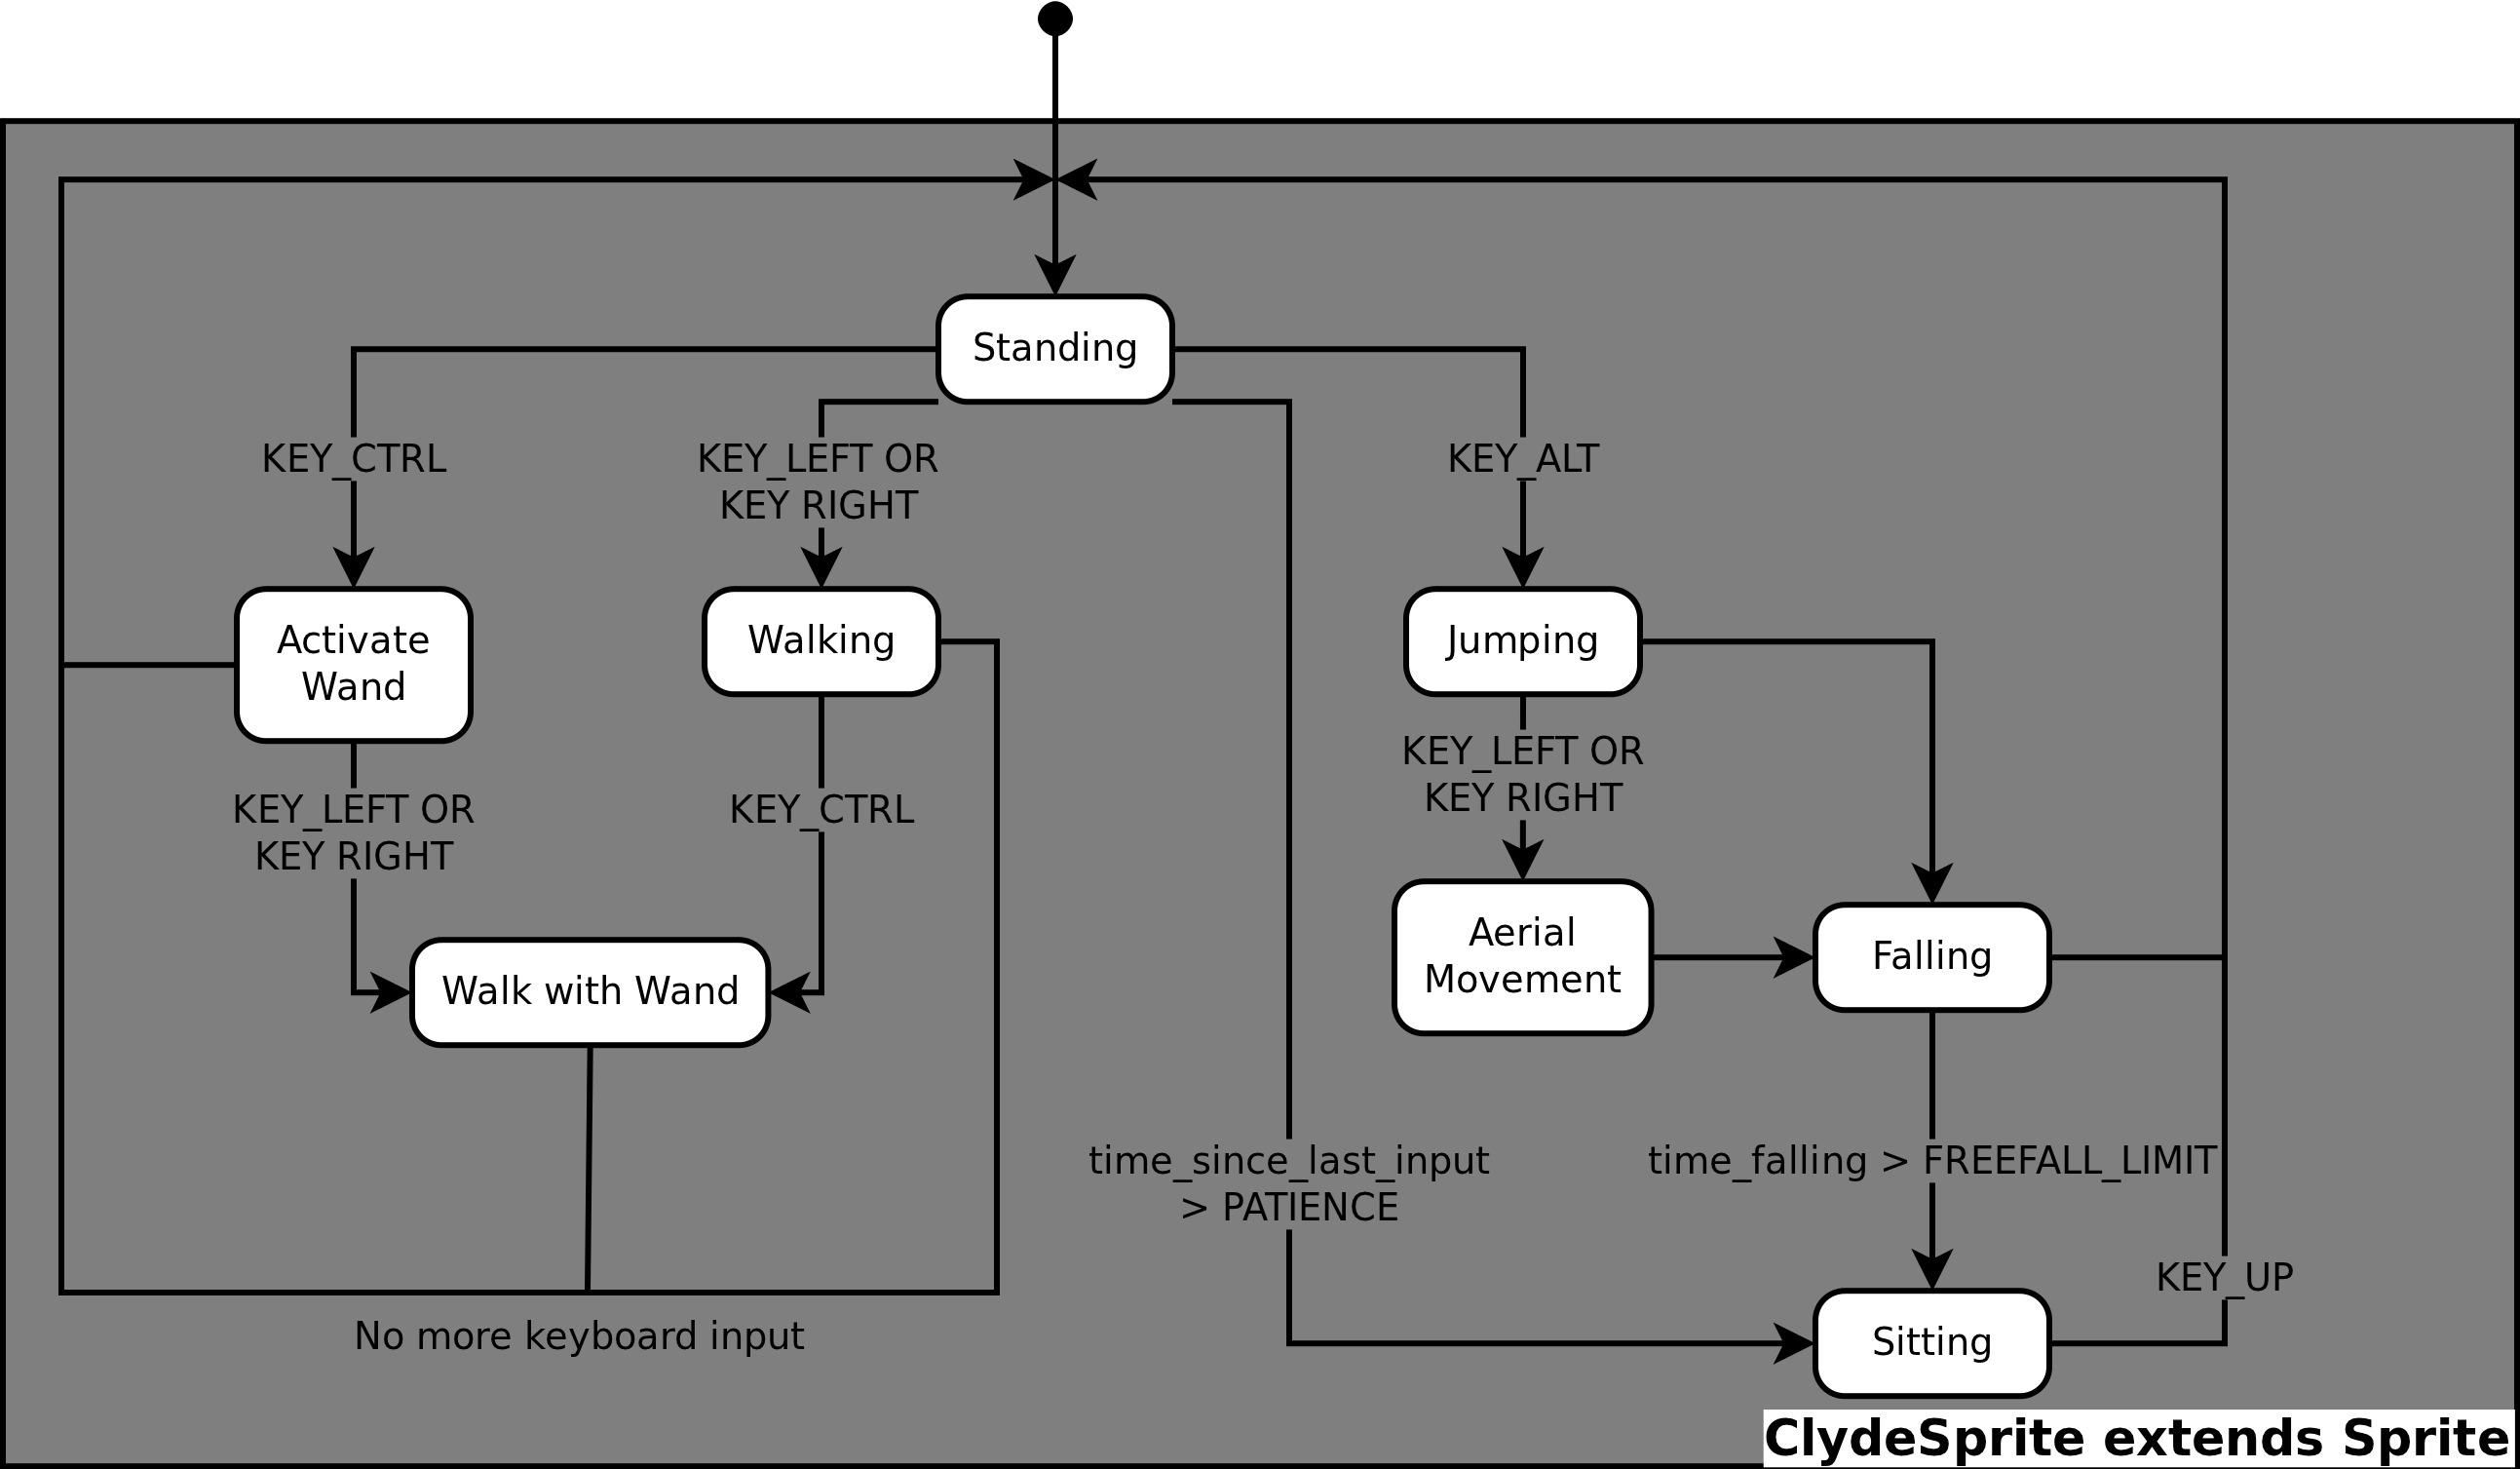 Standing
KEY_CTRL
KEY_LEFT OR
KEY RIGHT
KEY_ALT
Activate
Wand
Walking
Jumping
KEY_LEFT OR
KEY RIGHT
KEY_CTRL
KEY_LEFT OR
KEY RIGHT
Walk with Wand
Aerial
Movement
Falling
time_since_last_input
> PATIENCE
time_falling > FREEFALL_LIMIT
KEY_UP
No more keyboard input
Sitting
ClydeSprite extends Sprite